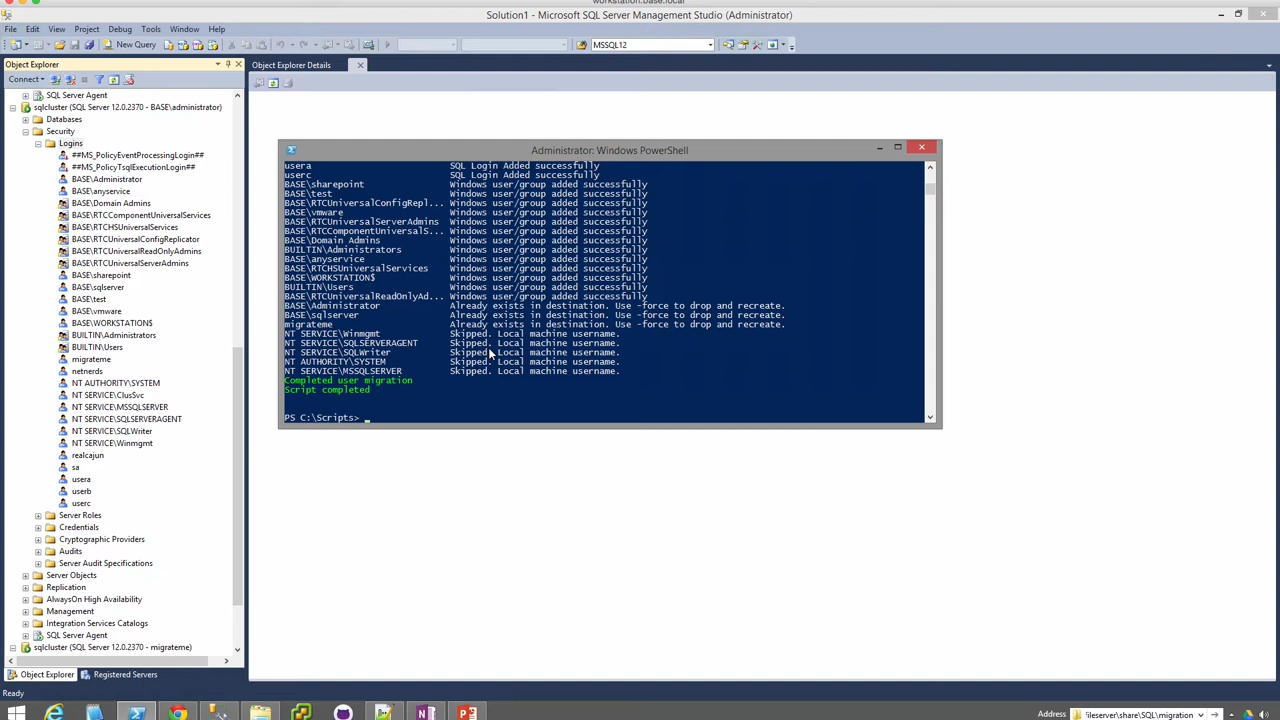 workstation.base.local
Solution1 - Microsoft SQL Server Management Studio (Administrator)
File Edit View Project Debug Tools Window Help
New Query MSSQL12
Object Explorer
Object Explorer Details
Connect
SQL Server Agent
sqlcluster (SQL Server 12.0.2370 - BASE\administrator)
Databases
Security
Logins
##MS_PolicyEventProcessingLogin##
##MS_PolicyTsqlExecutionLogin##
BASE\Administrator
BASE\anyservice
BASE\Domain Admins
BASE\RTCComponentUniversalServices
BASE\RTCHSUniversalServices
BASE\RTCUniversalConfigReplicator
BASE\RTCUniversalReadOnlyAdmins
BASE\RTCUniversalServerAdmins
BASE\sharepoint
BASE\sqlserver
BASE\test
BASE\vmware
BASE\WORKSTATION$
BUILTIN\Administrators
BUILTIN\Users
migrateme
netnerds
NT AUTHORITY\SYSTEM
NT SERVICE\ClusSvc
NT SERVICE\MSSQLSERVER
NT SERVICE\SQLSERVERAGENT
NT SERVICE\SQLWriter
NT SERVICE\Winmgmt
realcajun
sa
usera
userb
userc
Server Roles
Credentials
Cryptographic Providers
Audits
Server Audit Specifications
Server Objects
Replication
AlwaysOn High Availability
Management
Integration Services Catalogs
SQL Server Agent
sqlcluster (SQL Server 12.0.2370 - migrateme)
Object Explorer Registered Servers
Ready
Administrator: Windows PowerShell
usera SQL Login Added successfully
userc SQL Login Added successfully
BASE\sharepoint Windows user/group added successfully
BASE\test Windows user/group added successfully
BASE\RTCUniversalConfigRepl... Windows user/group added successfully
BASE\vmware Windows user/group added successfully
BASE\RTCUniversalServerAdmins Windows user/group added successfully
BASE\RTCComponentUniversalS... Windows user/group added successfully
BASE\Domain Admins Windows user/group added successfully
BUILTIN\Administrators Windows user/group added successfully
BASE\anyservice Windows user/group added successfully
BASE\RTCHSUniversalServices Windows user/group added successfully
BASE\WORKSTATION$ Windows user/group added successfully
BUILTIN\Users Windows user/group added successfully
BASE\RTCUniversalReadOnlyAd... Windows user/group added successfully
BASE\Administrator Already exists in destination. Use -force to drop and recreate.
BASE\sqlserver Already exists in destination. Use -force to drop and recreate.
migrateme Already exists in destination. Use -force to drop and recreate.
NT SERVICE\Winmgmt Skipped. Local machine username.
NT SERVICE\SQLSERVERAGENT Skipped. Local machine username.
NT SERVICE\SQLWriter Skipped. Local machine username.
NT AUTHORITY\SYSTEM Skipped. Local machine username.
NT SERVICE\MSSQLSERVER Skipped. Local machine username.
Completed user migration
Script completed
PS C:\Scripts> _
Address 'ileserver\share\SQL\migration